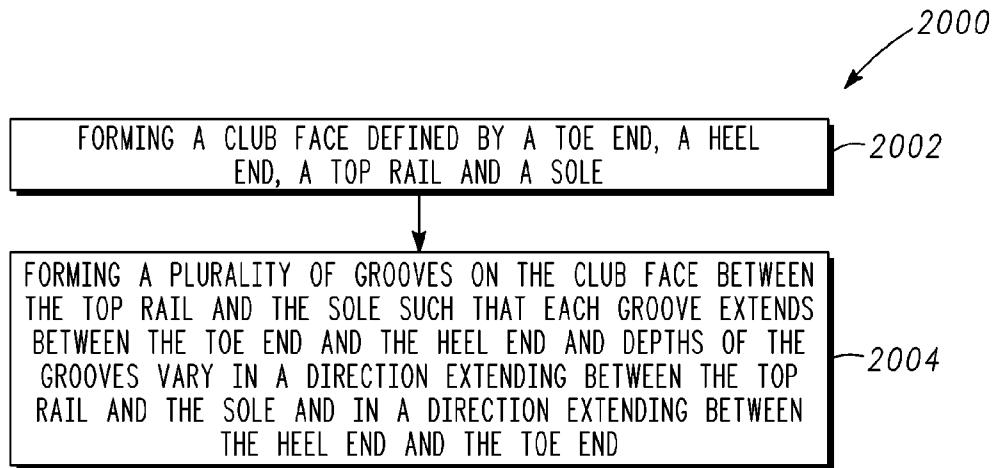 2000
FORMING A CLUB FACE DEFINED BY A TOE END, A HEEL
END, A TOP RAIL AND A SOLE
2002
FORMING A PLURALITY OF GROOVES ON THE CLUB FACE BETWEEN
THE TOP RAIL AND THE SOLE SUCH THAT EACH GROOVE EXTENDS
BETWEEN THE TOE END AND THE HEEL END AND DEPTHS OF THE
GROOVES VARY IN A DIRECTION EXTENDING BETWEEN THE TOP
RAIL AND THE SOLE AND IN A DIRECTION EXTENDING BETWEEN
THE HEEL END AND THE TOE END
2004